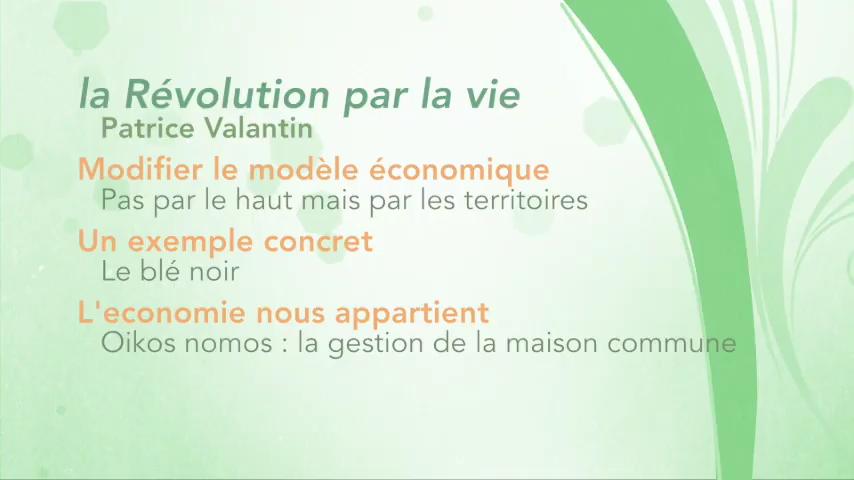 la Révolution par la vie
Patrice Valantin
Modifier le modèle économique
Pas par le haut mais par les territoires
Un exemple concret
Le blé noir
L'economie nous appartient
Oikos nomos : la gestion de la maison commune